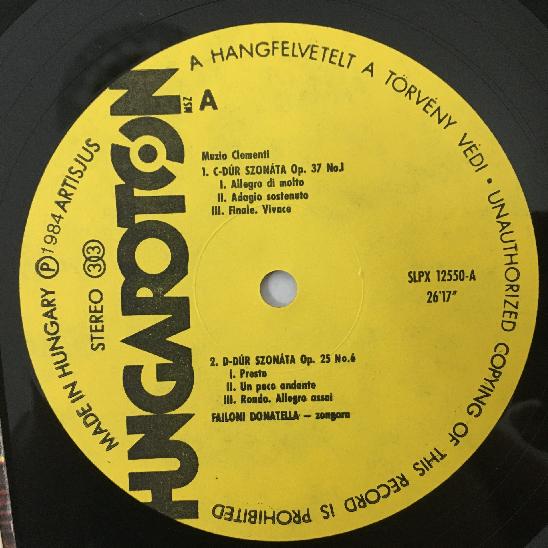 A HANGFELVÉTELT A TÖRVÉNY VÉDI • UNAUTHORIZED COPYING OF THIS RECORD IS PROHIBITED
MADE IN HUNGARY Ⓟ 1984 ARTISJUS
STEREO 33
HUNGAROTON
MSZ
A
Muzio Clementi
1. C-DÚR SZONÁTA Op. 37 No.1
I. Allegro di molto
II. Adagio sostenuto
III. Finale. Vivace
SLPX 12550-A
26'17"
2. D-DÚR SZONÁTA Op. 25 No.6
I. Presto
II. Un poco andante
III. Rondo. Allegro assai
FAILONI DONATELLA – zongora